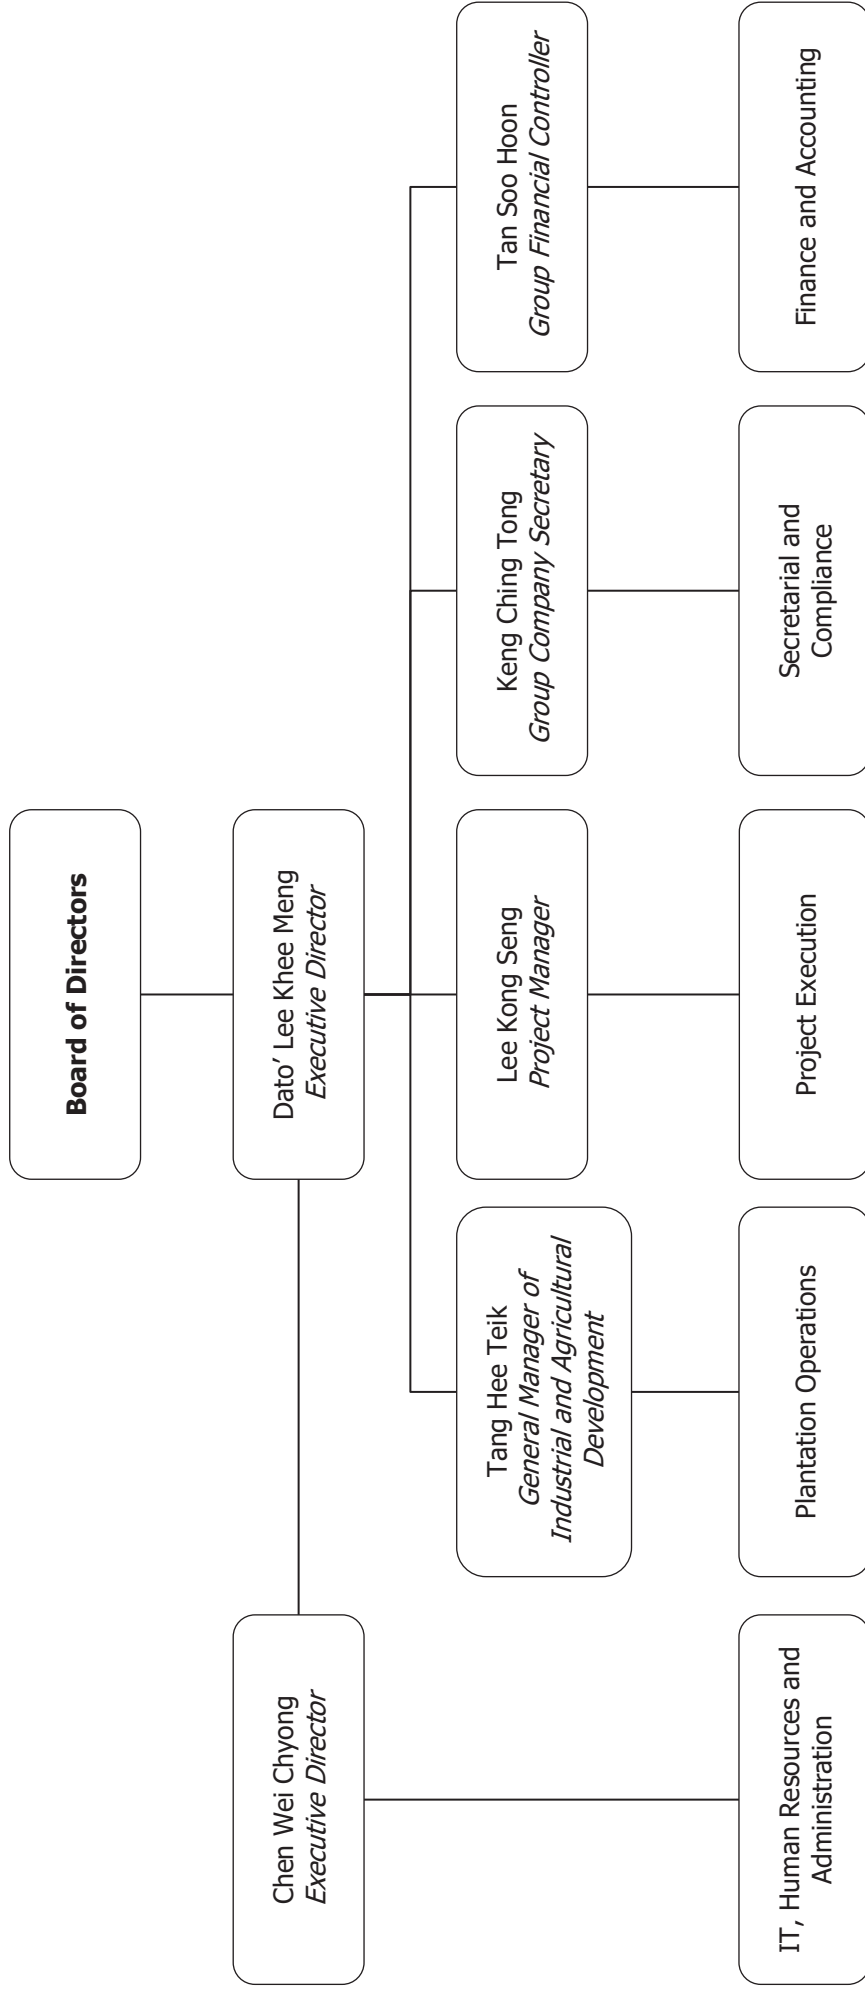 Board of Directors
Chen Wei Chyong
Executive Director
Dato’ Lee Khee Meng
Executive Director
Tang Hee Teik
General Manager of
Industrial and Agricultural
Development
Lee Kong Seng
Project Manager
Keng Ching Tong
Group Company Secretary
Tan Soo Hoon
Group Financial Controller
IT, Human Resources and
Administration
Plantation Operations
Project Execution
Secretarial and
Compliance
Finance and Accounting